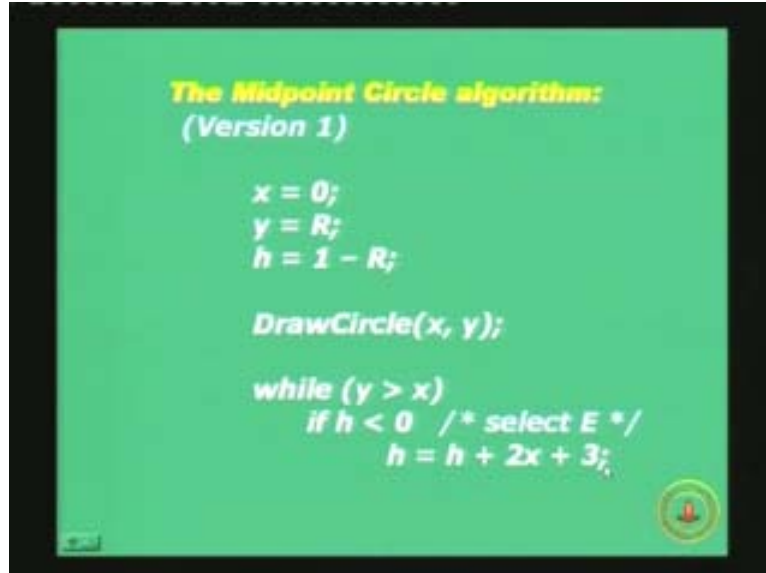 The Midpoint Circle algorithm:
(Version 1)
x = 0;
y = R;
h = 1 – R;
DrawCircle(x, y);
while (y > x)
if h < 0 /* select E */
h = h + 2x + 3;